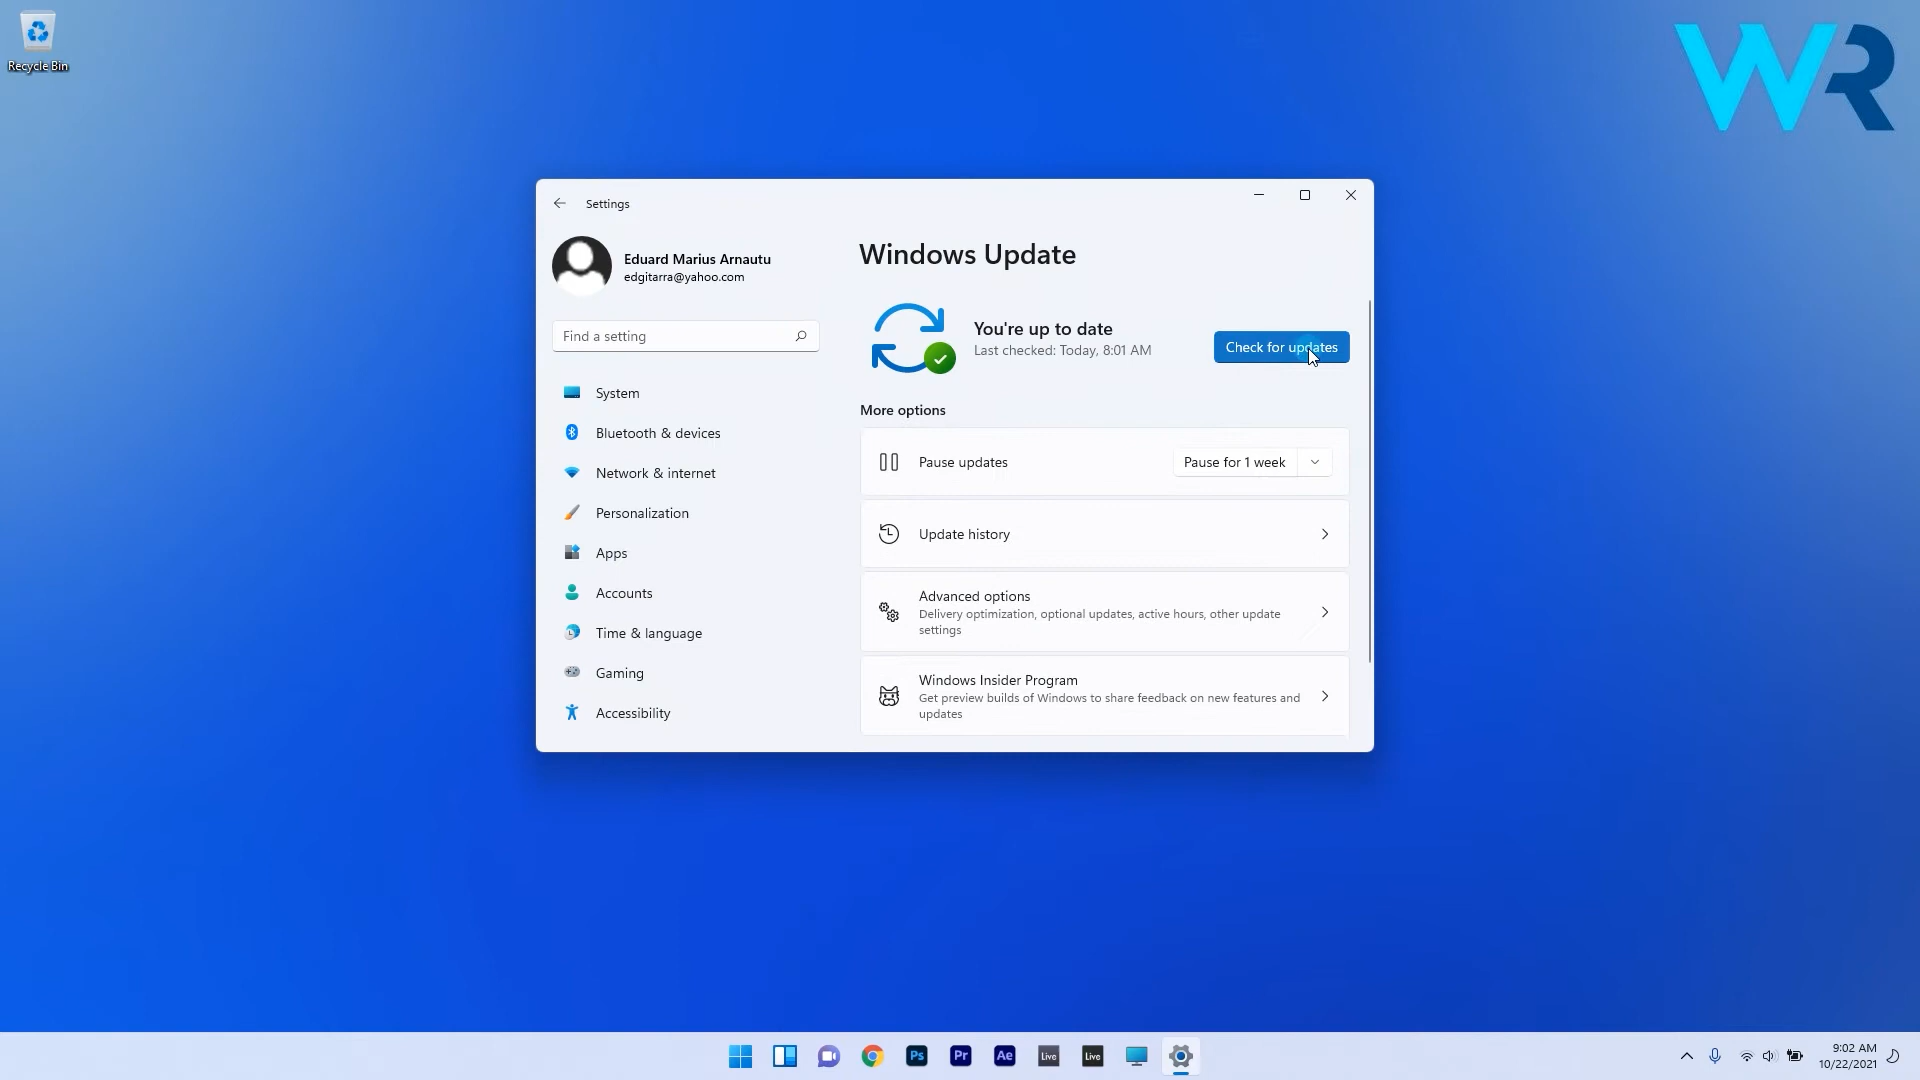 Recycle Bin
WR
Settings
Eduard Marius Arnautu
edgitarra@yahoo.com
Find a setting
System
Bluetooth & devices
Network & internet
Personalization
Apps
Accounts
Time & language
Gaming
Accessibility
Windows Update
You're up to date
Last checked: Today, 8:01 AM
Check for updates
More options
Pause updates
Pause for 1 week
Update history
Advanced options
Delivery optimization, optional updates, active hours, other update
settings
Windows Insider Program
Get preview builds of Windows to share feedback on new features and
updates
Ps
Pr
Ae
Live
Live
9:02 AM
10/22/2021